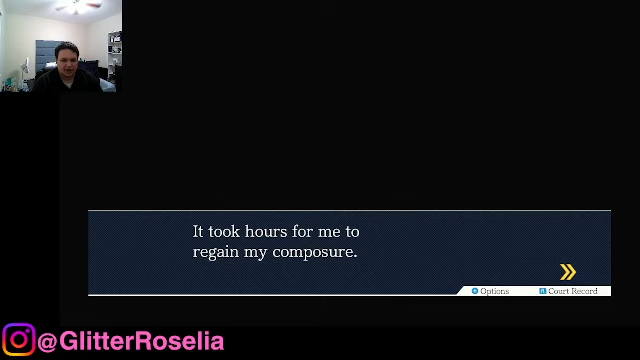 It took hours for me to
regain my composure.
Options
Court Record
@GlitterRoselia